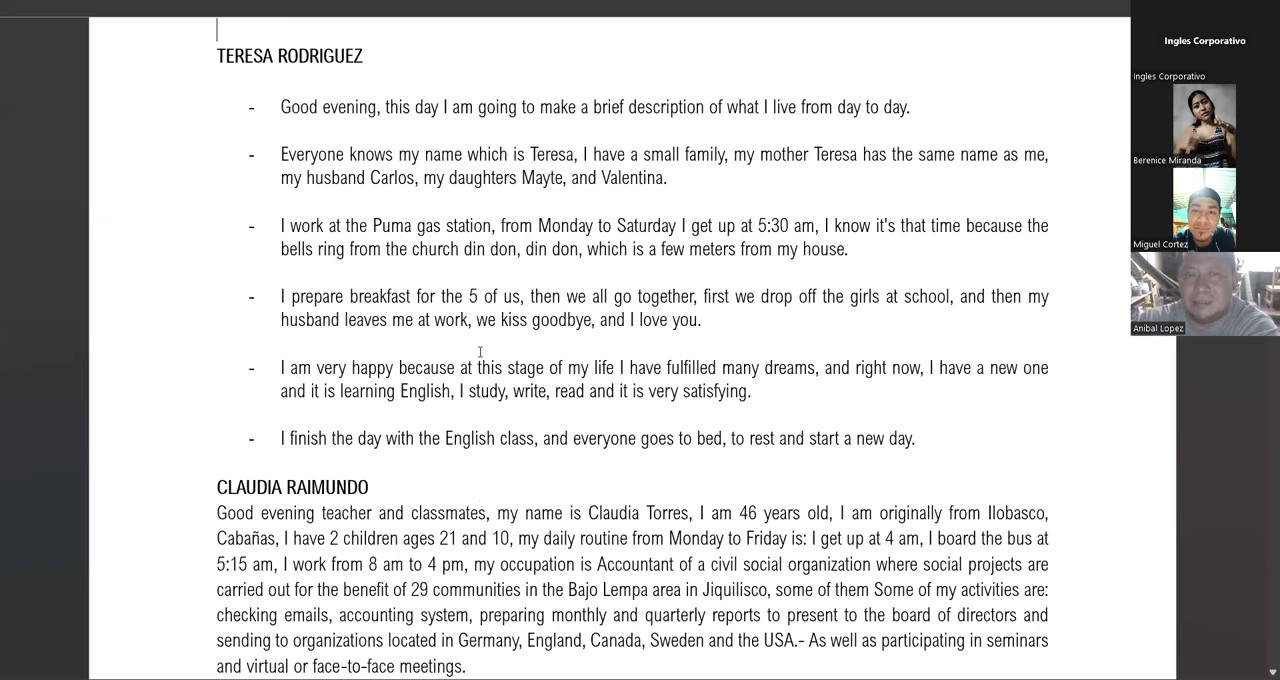 TERESA RODRIGUEZ
- Good evening, this day I am going to make a brief description of what I live from day to day.
- Everyone knows my name which is Teresa, I have a small family, my mother Teresa has the same name as me,
my husband Carlos, my daughters Mayte, and Valentina.
- I work at the Puma gas station, from Monday to Saturday I get up at 5:30 am, I know it's that time because the
bells ring from the church din don, din don, which is a few meters from my house.
- I prepare breakfast for the 5 of us, then we all go together, first we drop off the girls at school, and then my
husband leaves me at work, we kiss goodbye, and I love you.
- I am very happy because at this stage of my life I have fulfilled many dreams, and right now, I have a new one
and it is learning English, I study, write, read and it is very satisfying.
- I finish the day with the English class, and everyone goes to bed, to rest and start a new day.
CLAUDIA RAIMUNDO
Good evening teacher and classmates, my name is Claudia Torres, I am 46 years old, I am originally from Ilobasco,
Cabañas, I have 2 children ages 21 and 10, my daily routine from Monday to Friday is: I get up at 4 am, I board the bus at
5:15 am, I work from 8 am to 4 pm, my occupation is Accountant of a civil social organization where social projects are
carried out for the benefit of 29 communities in the Bajo Lempa area in Jiquilisco, some of them Some of my activities are:
checking emails, accounting system, preparing monthly and quarterly reports to present to the board of directors and
sending to organizations located in Germany, England, Canada, Sweden and the USA.- As well as participating in seminars
and virtual or face-to-face meetings.
Ingles Corporativo
Ingles Corporativo
Berenice Miranda
Miguel Cortez
Anibal Lopez